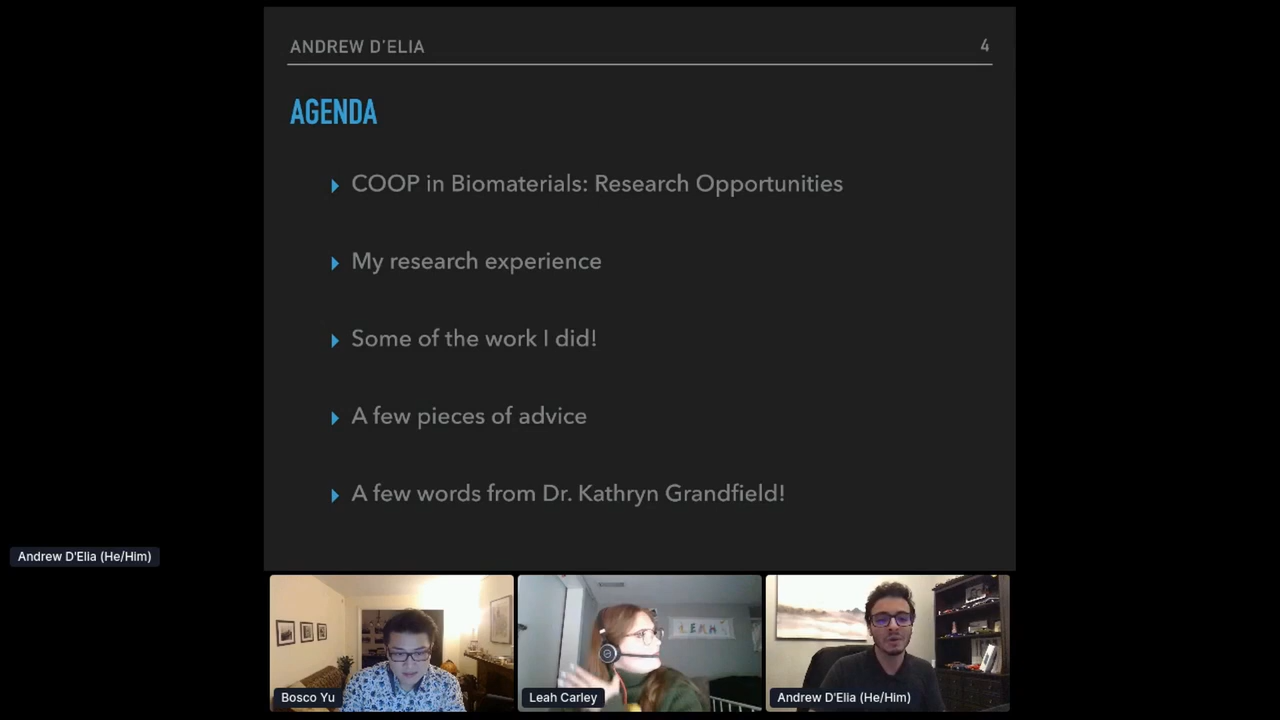 ANDREW D'ELIA 4
AGENDA
COOP in Biomaterials: Research Opportunities
My research experience
Some of the work I did!
A few pieces of advice
A few words from Dr. Kathryn Grandfield!
Andrew D'Elia (He/Him)
LEAH
Bosco Yu
Leah Carley
Andrew D'Elia (He/Him)